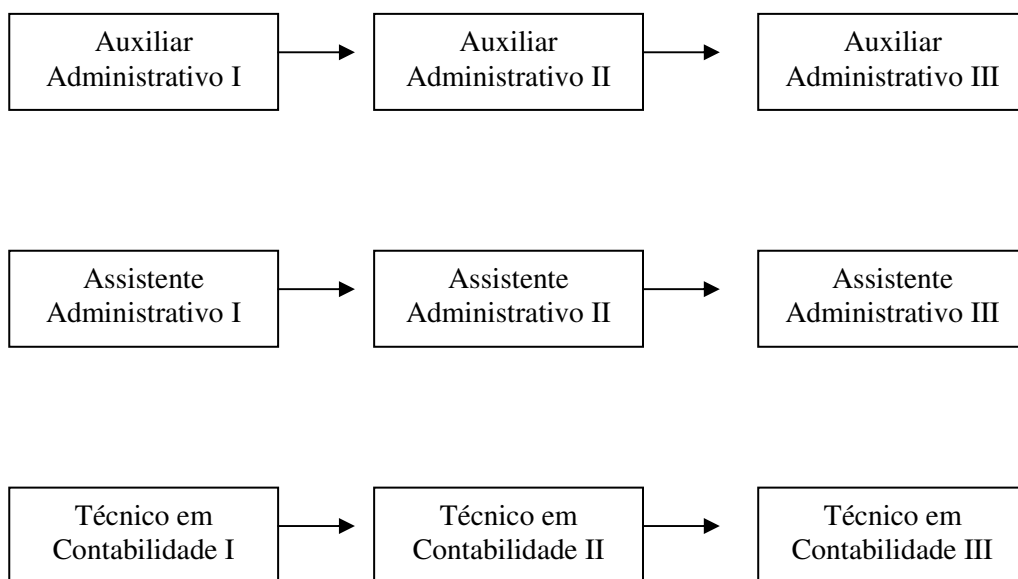 Auxiliar
Administrativo I
Auxiliar
Administrativo II
Auxiliar
Administrativo III
Assistente
Administrativo I
Assistente
Administrativo II
Assistente
Administrativo III
Técnico em
Contabilidade I
Técnico em
Contabilidade II
Técnico em
Contabilidade III